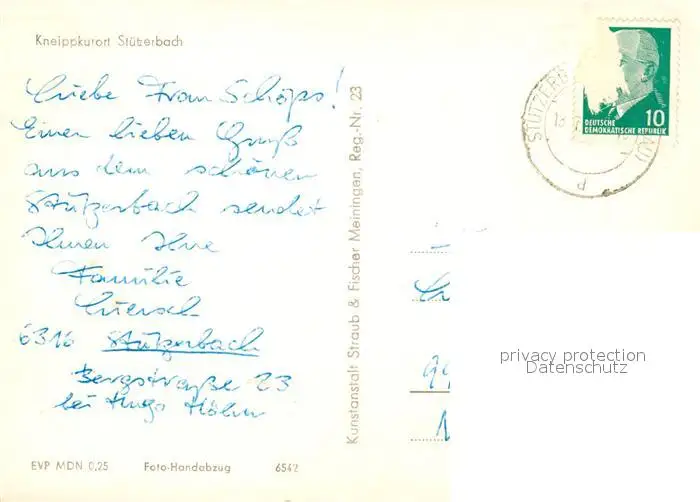 Kneippkurort Stützerbach
Liebe Frau Schöps!
Einen lieben Gruß
aus dem schönen
Stützerbach sendet
Ihnen Ihre
Familie
6316 Stützerbach
Bergstraße 23
bei Hugo Höhn
EVP MDN 0,25 Foto-Handabzug 6542
Kunstanstalt Straub & Fischer Meiningen, Reg.-Nr. 23
10
DEUTSCHE
DEMOKRATISCHE REPUBLIK
privacy protection
Datenschutz